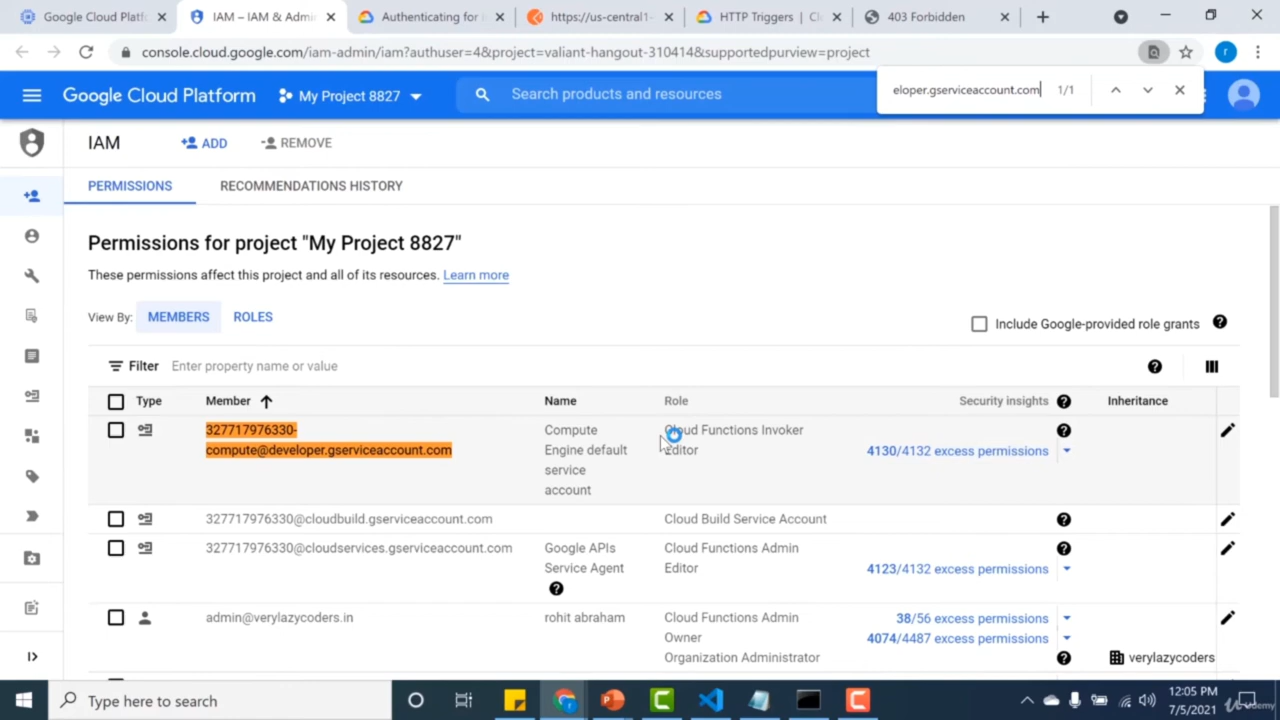 Google Cloud Platfo
IAM – IAM & Admi
Authenticating for i
https://us-central1-
HTTP Triggers | Clo
403 Forbidden
console.cloud.google.com/iam-admin/iam?authuser=4&project=valiant-hangout-310414&supportedpurview=project
r
Google Cloud Platform
My Project 8827
Search products and resources
eloper.gserviceaccount.com
1/1
IAM
ADD
REMOVE
PERMISSIONS
RECOMMENDATIONS HISTORY
Permissions for project "My Project 8827"
These permissions affect this project and all of its resources. Learn more
View By:
MEMBERS
ROLES
Include Google-provided role grants
Filter
Enter property name or value
Type
Member
Name
Role
Security insights
Inheritance
327717976330-
compute@developer.gserviceaccount.com
Compute
Engine default
service
account
Cloud Functions Invoker
Editor
4130/4132 excess permissions
327717976330@cloudbuild.gserviceaccount.com
Cloud Build Service Account
327717976330@cloudservices.gserviceaccount.com
Google APIs
Service Agent
Cloud Functions Admin
Editor
4123/4132 excess permissions
admin@verylazycoders.in
rohit abraham
Cloud Functions Admin
Owner
Organization Administrator
38/56 excess permissions
4074/4487 excess permissions
verylazycoders
Type here to search
12:05 PM
7/5/2021
Udemy